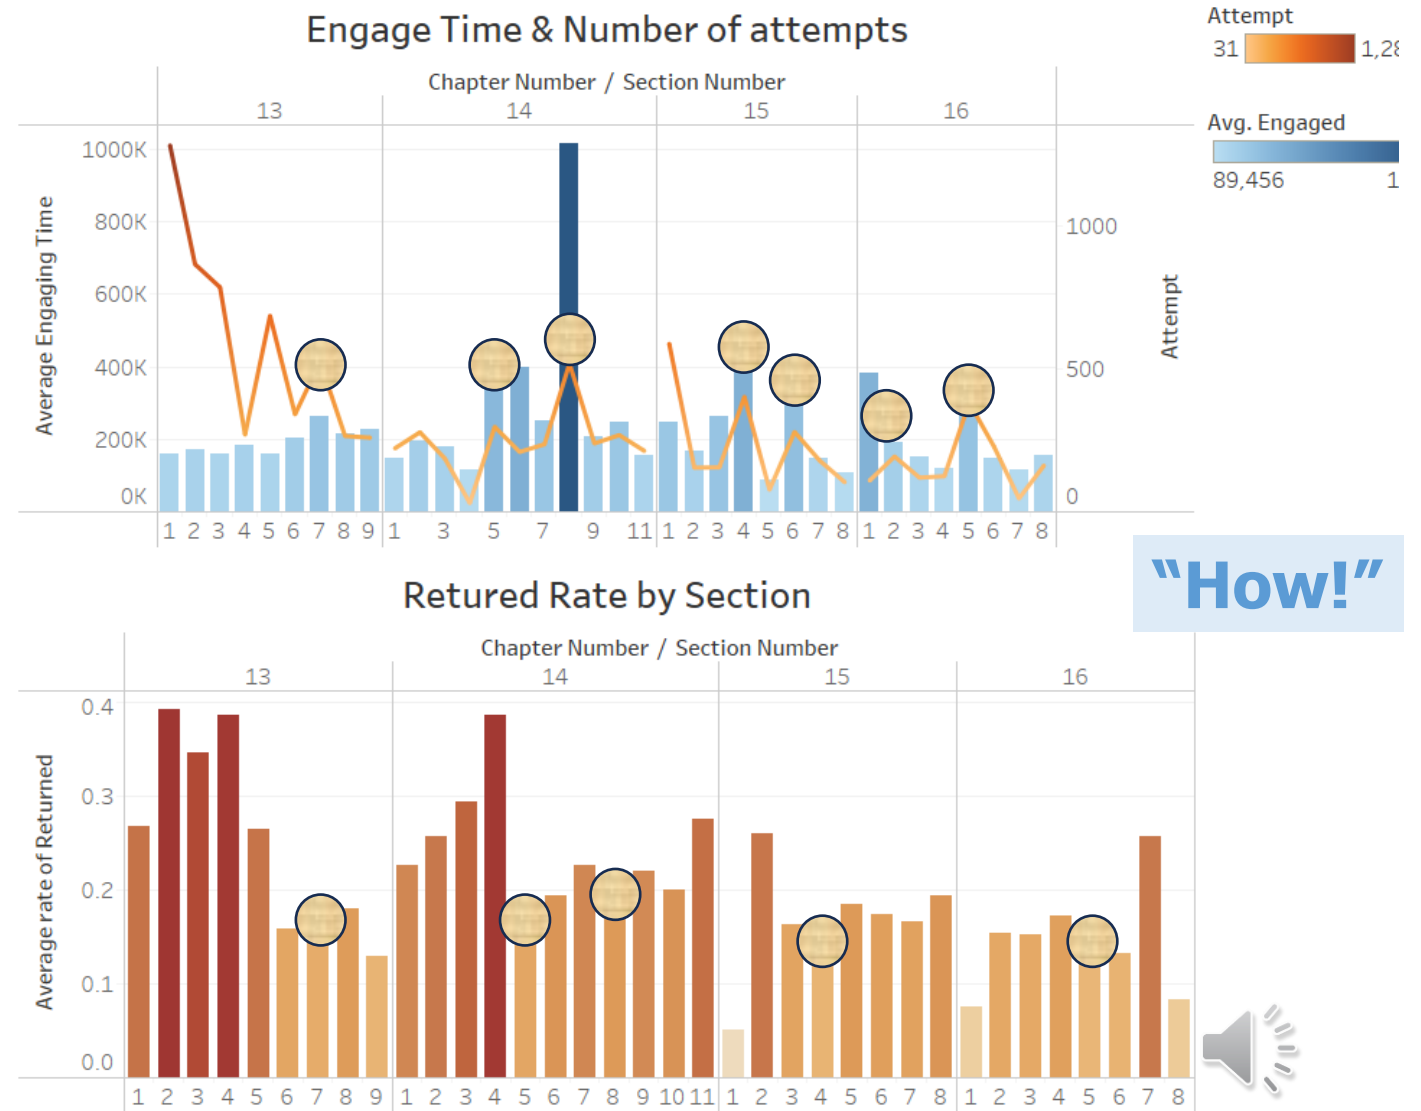 Engage Time & Number of attempts
Attempt
31 1,28
Chapter Number / Section Number
13 14 15 16
Avg. Engaged
89,456 1
Average Engaging Time
1000K
800K
600K
400K
200K
0K
1000
500
0
Attempt
1 2 3 4 5 6 7 8 9 1 3 5 7 9 11 1 2 3 4 5 6 7 8 1 2 3 4 5 6 7 8
"How!"
Retured Rate by Section
Chapter Number / Section Number
13 14 15 16
Average rate of Returned
0.4
0.3
0.2
0.1
0.0
1 2 3 4 5 6 7 8 9 1 2 3 4 5 6 7 8 9 10 11 1 2 3 4 5 6 7 8 1 2 3 4 5 6 7 8